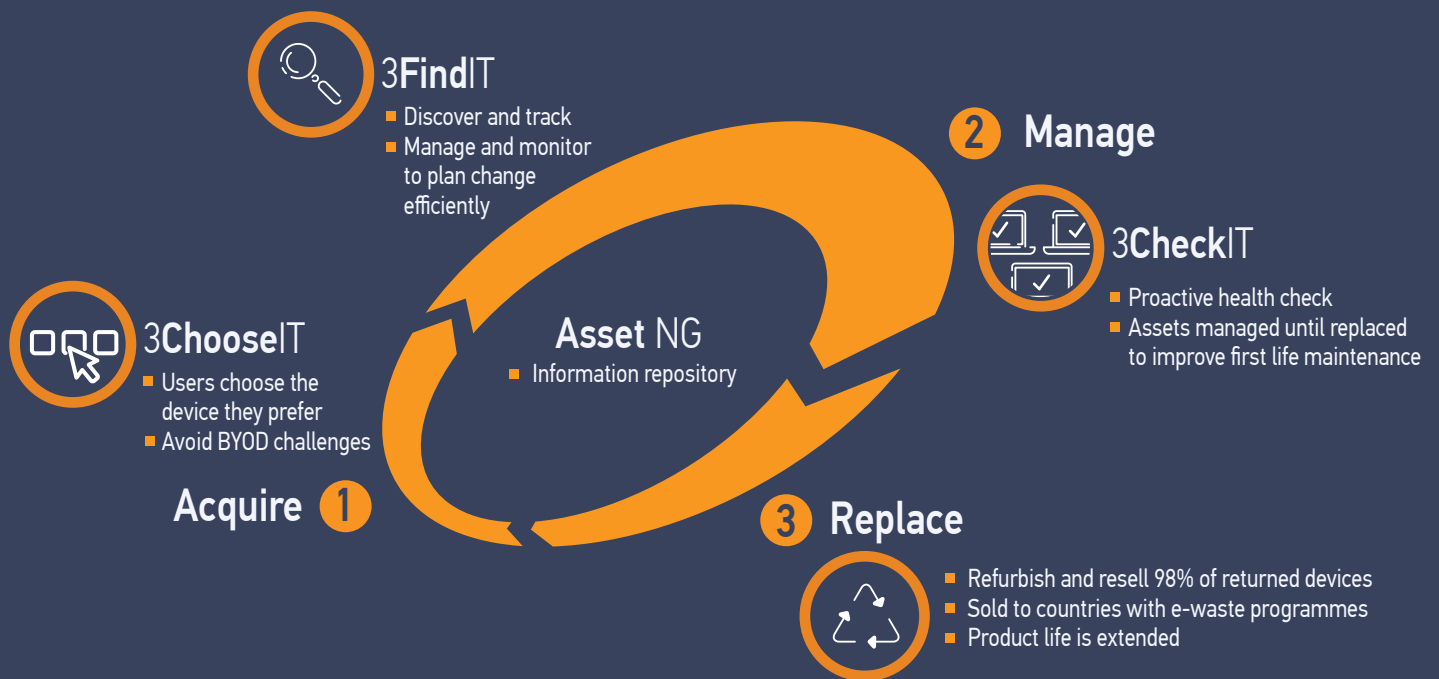 3FindIT
Discover and track
Manage and monitor
to plan change
efficiently
2 Manage
3CheckIT
Proactive health check
Assets managed until replaced
to improve first life maintenance
3ChooseIT
Users choose the
device they prefer
Avoid BYOD challenges
Acquire 1
Asset NG
Information repository
3 Replace
Refurbish and resell 98% of returned devices
Sold to countries with e-waste programmes
Product life is extended